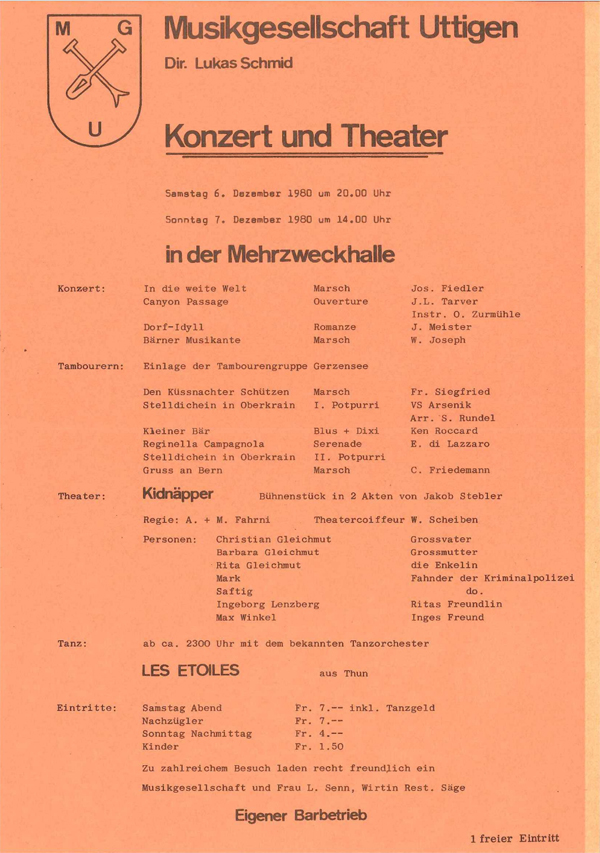 M G
U
Musikgesellschaft Uttigen
Dir. Lukas Schmid
Konzert und Theater
Samstag 6. Dezember 1980 um 20.00 Uhr
Sonntag 7. Dezember 1980 um 14.00 Uhr
in der Mehrzweckhalle
Konzert: In die weite Welt Marsch Jos. Fiedler
Canyon Passage Ouverture J.L. Tarver
Instr. O. Zurmühle
Dorf-Idyll Romanze J. Meister
Bärner Musikante Marsch W. Joseph
Tambouren: Einlage der Tambourengruppe Gerzensee
Den Küssnachter Schützen Marsch Fr. Siegfried
Stelldichein in Oberkrain I. Potpurri VS Arsenik
Arr. S. Rundel
Kleiner Bär Blus + Dixi Ken Roccard
Reginella Campagnola Serenade E. di Lazzaro
Stelldichein in Oberkrain II. Potpurri
Gruss an Bern Marsch C. Friedemann
Theater: Kidnäpper Bühnenstück in 2 Akten von Jakob Stebler
Regie: A. + M. Fahrni Theatercoiffeur W. Scheiben
Personen: Christian Gleichmut Grossvater
Barbara Gleichmut Grossmutter
Rita Gleichmut die Enkelin
Mark Fahnder der Kriminalpolizei
Saftig do.
Ingeborg Lenzberg Ritas Freundlin
Max Winkel Inges Freund
Tanz: ab ca. 2300 Uhr mit dem bekannten Tanzorchester
LES ETOILES aus Thun
Eintritte: Samstag Abend Fr. 7.-- inkl. Tanzgeld
Nachzügler Fr. 7.--
Sonntag Nachmittag Fr. 4.--
Kinder Fr. 1.50
Zu zahlreichem Besuch laden recht freundlich ein
Musikgesellschaft und Frau L. Senn, Wirtin Rest. Säge
Eigener Barbetrieb
1 freier Eintritt